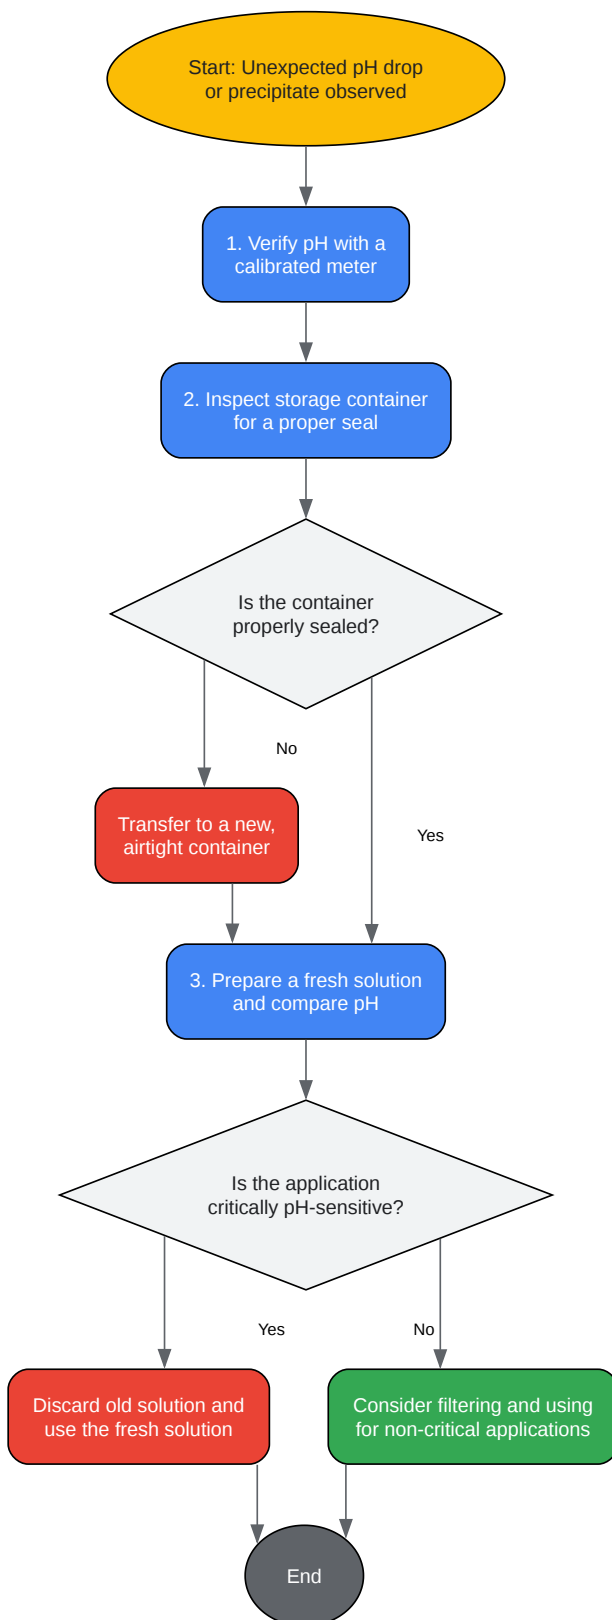 Start: Unexpected pH drop
or precipitate observed
1. Verify pH with a
calibrated meter
2. Inspect storage container
for a proper seal
Is the container
properly sealed?
No
Transfer to a new,
airtight container
Yes
3. Prepare a fresh solution
and compare pH
Is the application
critically pH-sensitive?
Yes
No
Discard old solution and
use the fresh solution
Consider filtering and using
for non-critical applications
End